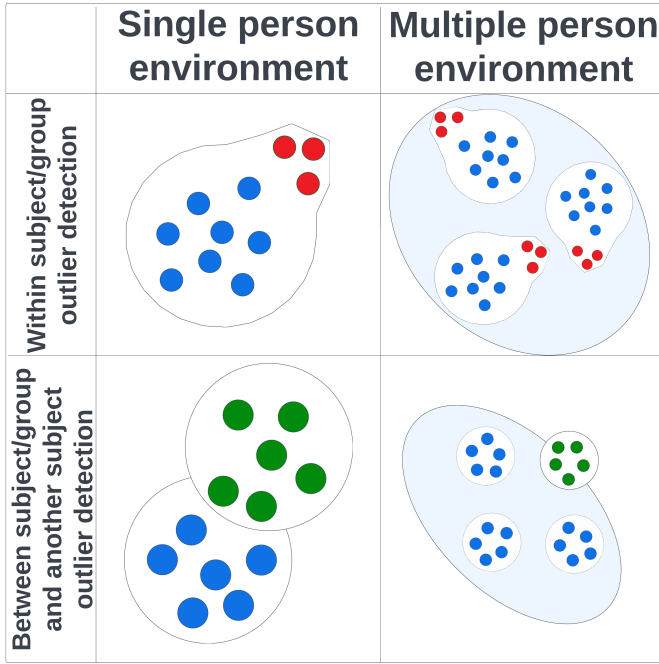 Single person
environment
Multiple person
environment
Within subject/group
outlier detection
Between subject/group
and another subject
outlier detection